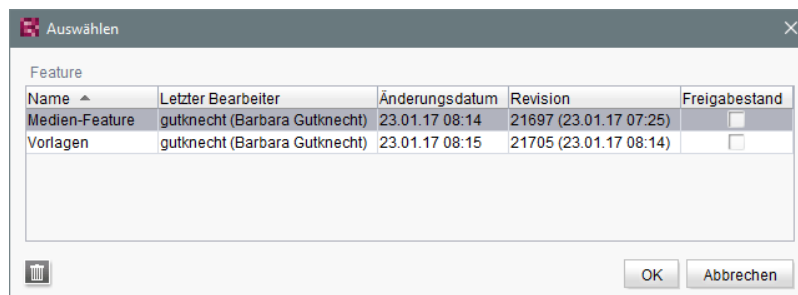 Auswählen
Feature
Name Letzter Bearbeiter Änderungsdatum Revision Freigabestand
Medien-Feature gutknecht (Barbara Gutknecht) 23.01.17 08:14 21697 (23.01.17 07:25)
Vorlagen gutknecht (Barbara Gutknecht) 23.01.17 08:15 21705 (23.01.17 08:14)
OK Abbrechen